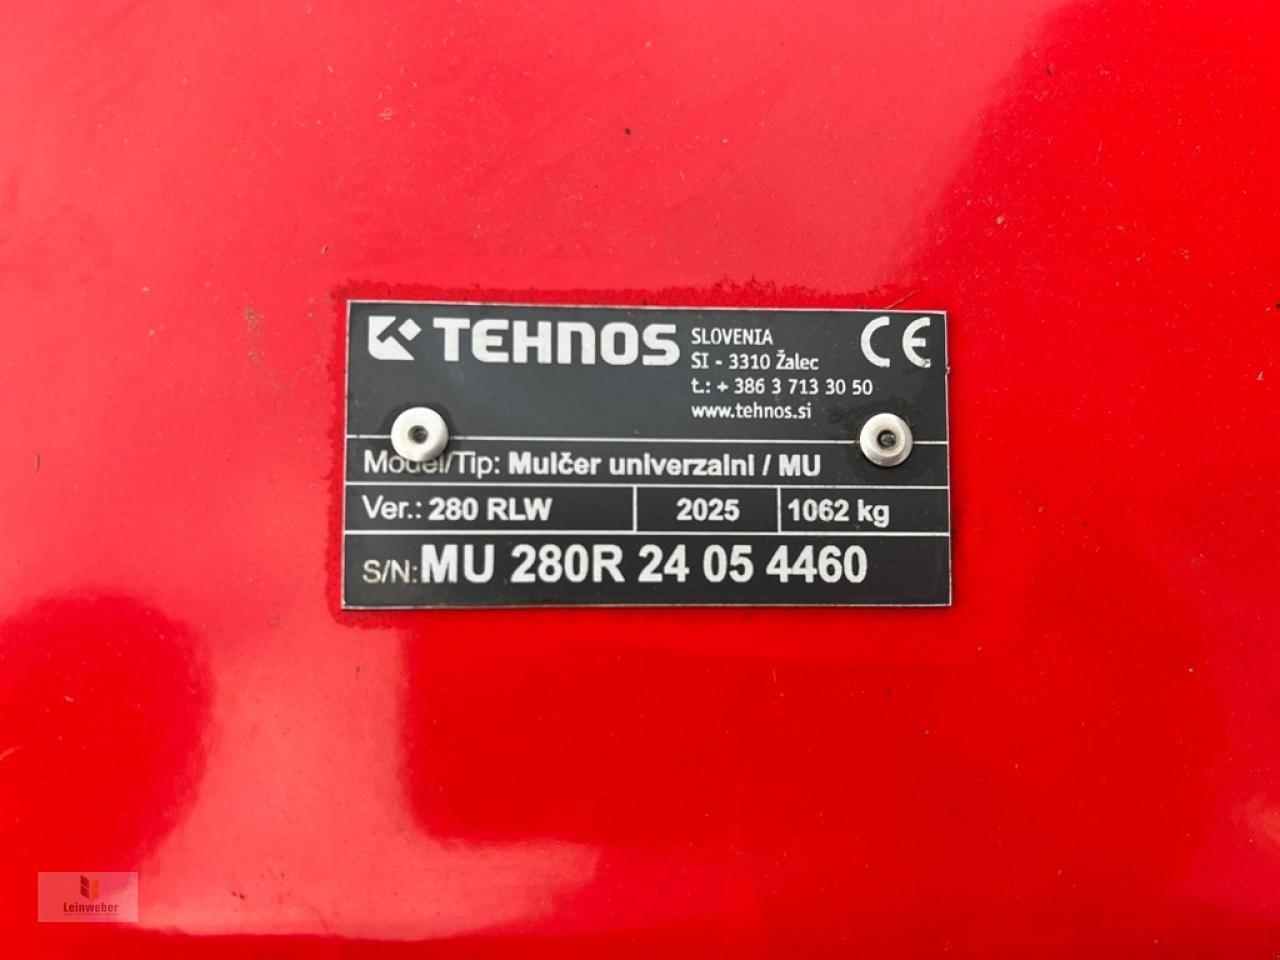 TEHNOS
SLOVENIA
SI - 3310 Žalec
t.: + 386 3 713 30 50
www.tehnos.si
CE
Model/Tip: Mulčer univerzalni / MU
Ver.: 280 RLW 2025 1062 kg
S/N: MU 280R 24 05 4460
Leinweber